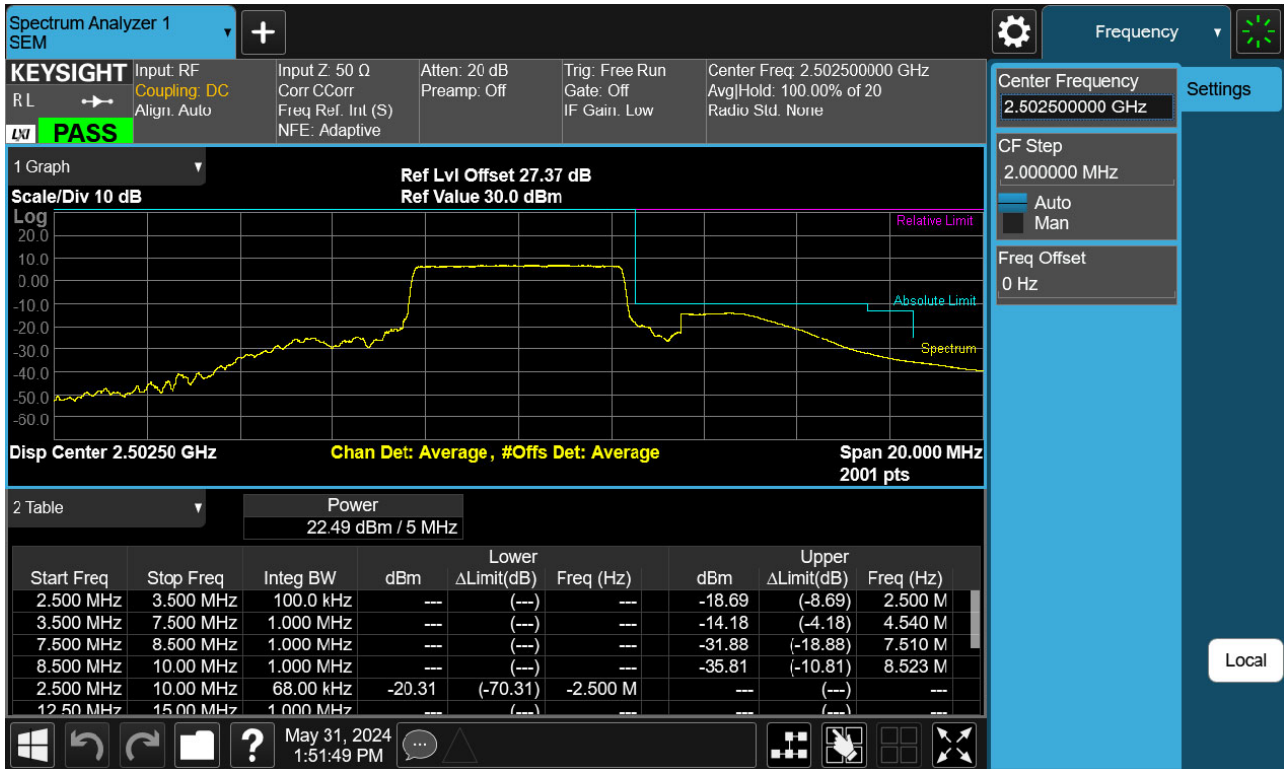 Spectrum Analyzer 1
SEM
+
Frequency
KEYSIGHT
RL
LXI PASS
Input: RF
Coupling: DC
Align: Auto
Input Z: 50 Ω
Corr CCorr
Freq Ref: Int (S)
NFE: Adaptive
Atten: 20 dB
Preamp: Off
Trig: Free Run
Gate: Off
IF Gain: Low
Center Freq: 2.502500000 GHz
Avg|Hold: 100.00% of 20
Radio Std: None
Center Frequency
2.502500000 GHz
Settings
CF Step
2.000000 MHz
Auto
Man
Freq Offset
0 Hz
1 Graph
Scale/Div 10 dB
Ref Lvl Offset 27.37 dB
Ref Value 30.0 dBm
Log
20.0
10.0
0.00
-10.0
-20.0
-30.0
-40.0
-50.0
-60.0
Relative Limit
Absolute Limit
Spectrum
Disp Center 2.50250 GHz
Chan Det: Average , #Offs Det: Average
Span 20.000 MHz
2001 pts
2 Table
Power
22.49 dBm / 5 MHz
Lower Upper
Start Freq Stop Freq Integ BW dBm ΔLimit(dB) Freq (Hz) dBm ΔLimit(dB) Freq (Hz)
2.500 MHz 3.500 MHz 100.0 kHz --- (---) --- -18.69 (-8.69) 2.500 M
3.500 MHz 7.500 MHz 1.000 MHz --- (---) --- -14.18 (-4.18) 4.540 M
7.500 MHz 8.500 MHz 1.000 MHz --- (---) --- -31.88 (-18.88) 7.510 M
8.500 MHz 10.00 MHz 1.000 MHz --- (---) --- -35.81 (-10.81) 8.523 M
2.500 MHz 10.00 MHz 68.00 kHz -20.31 (-70.31) -2.500 M --- (---) ---
12.50 MHz 15.00 MHz 1.000 MHz --- (---) --- --- (---) ---
Local
?
May 31, 2024
1:51:49 PM